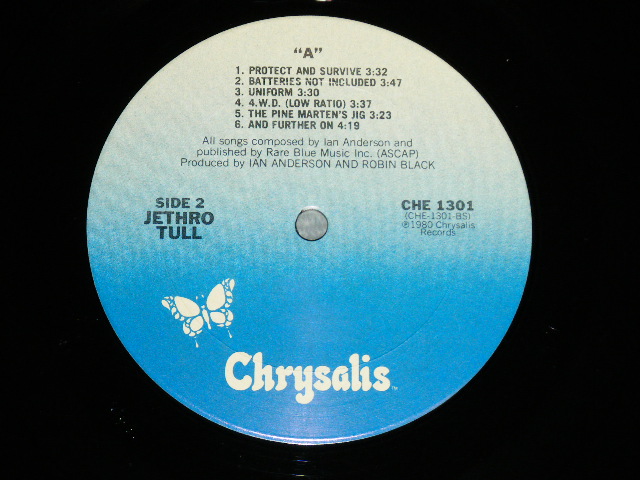 "A"
1. PROTECT AND SURVIVE 3:32
2. BATTERIES NOT INCLUDED 3:47
3. UNIFORM 3:30
4. 4.W.D. (LOW RATIO) 3:37
5. THE PINE MARTEN'S JIG 3:23
6. AND FURTHER ON 4:19
All songs composed by Ian Anderson and
published by Rare Blue Music Inc. (ASCAP)
Produced by IAN ANDERSON AND ROBIN BLACK
SIDE 2
JETHRO
TULL
CHE 1301
(CHE-1301-BS)
℗1980 Chrysalis
Records
Chrysalis™